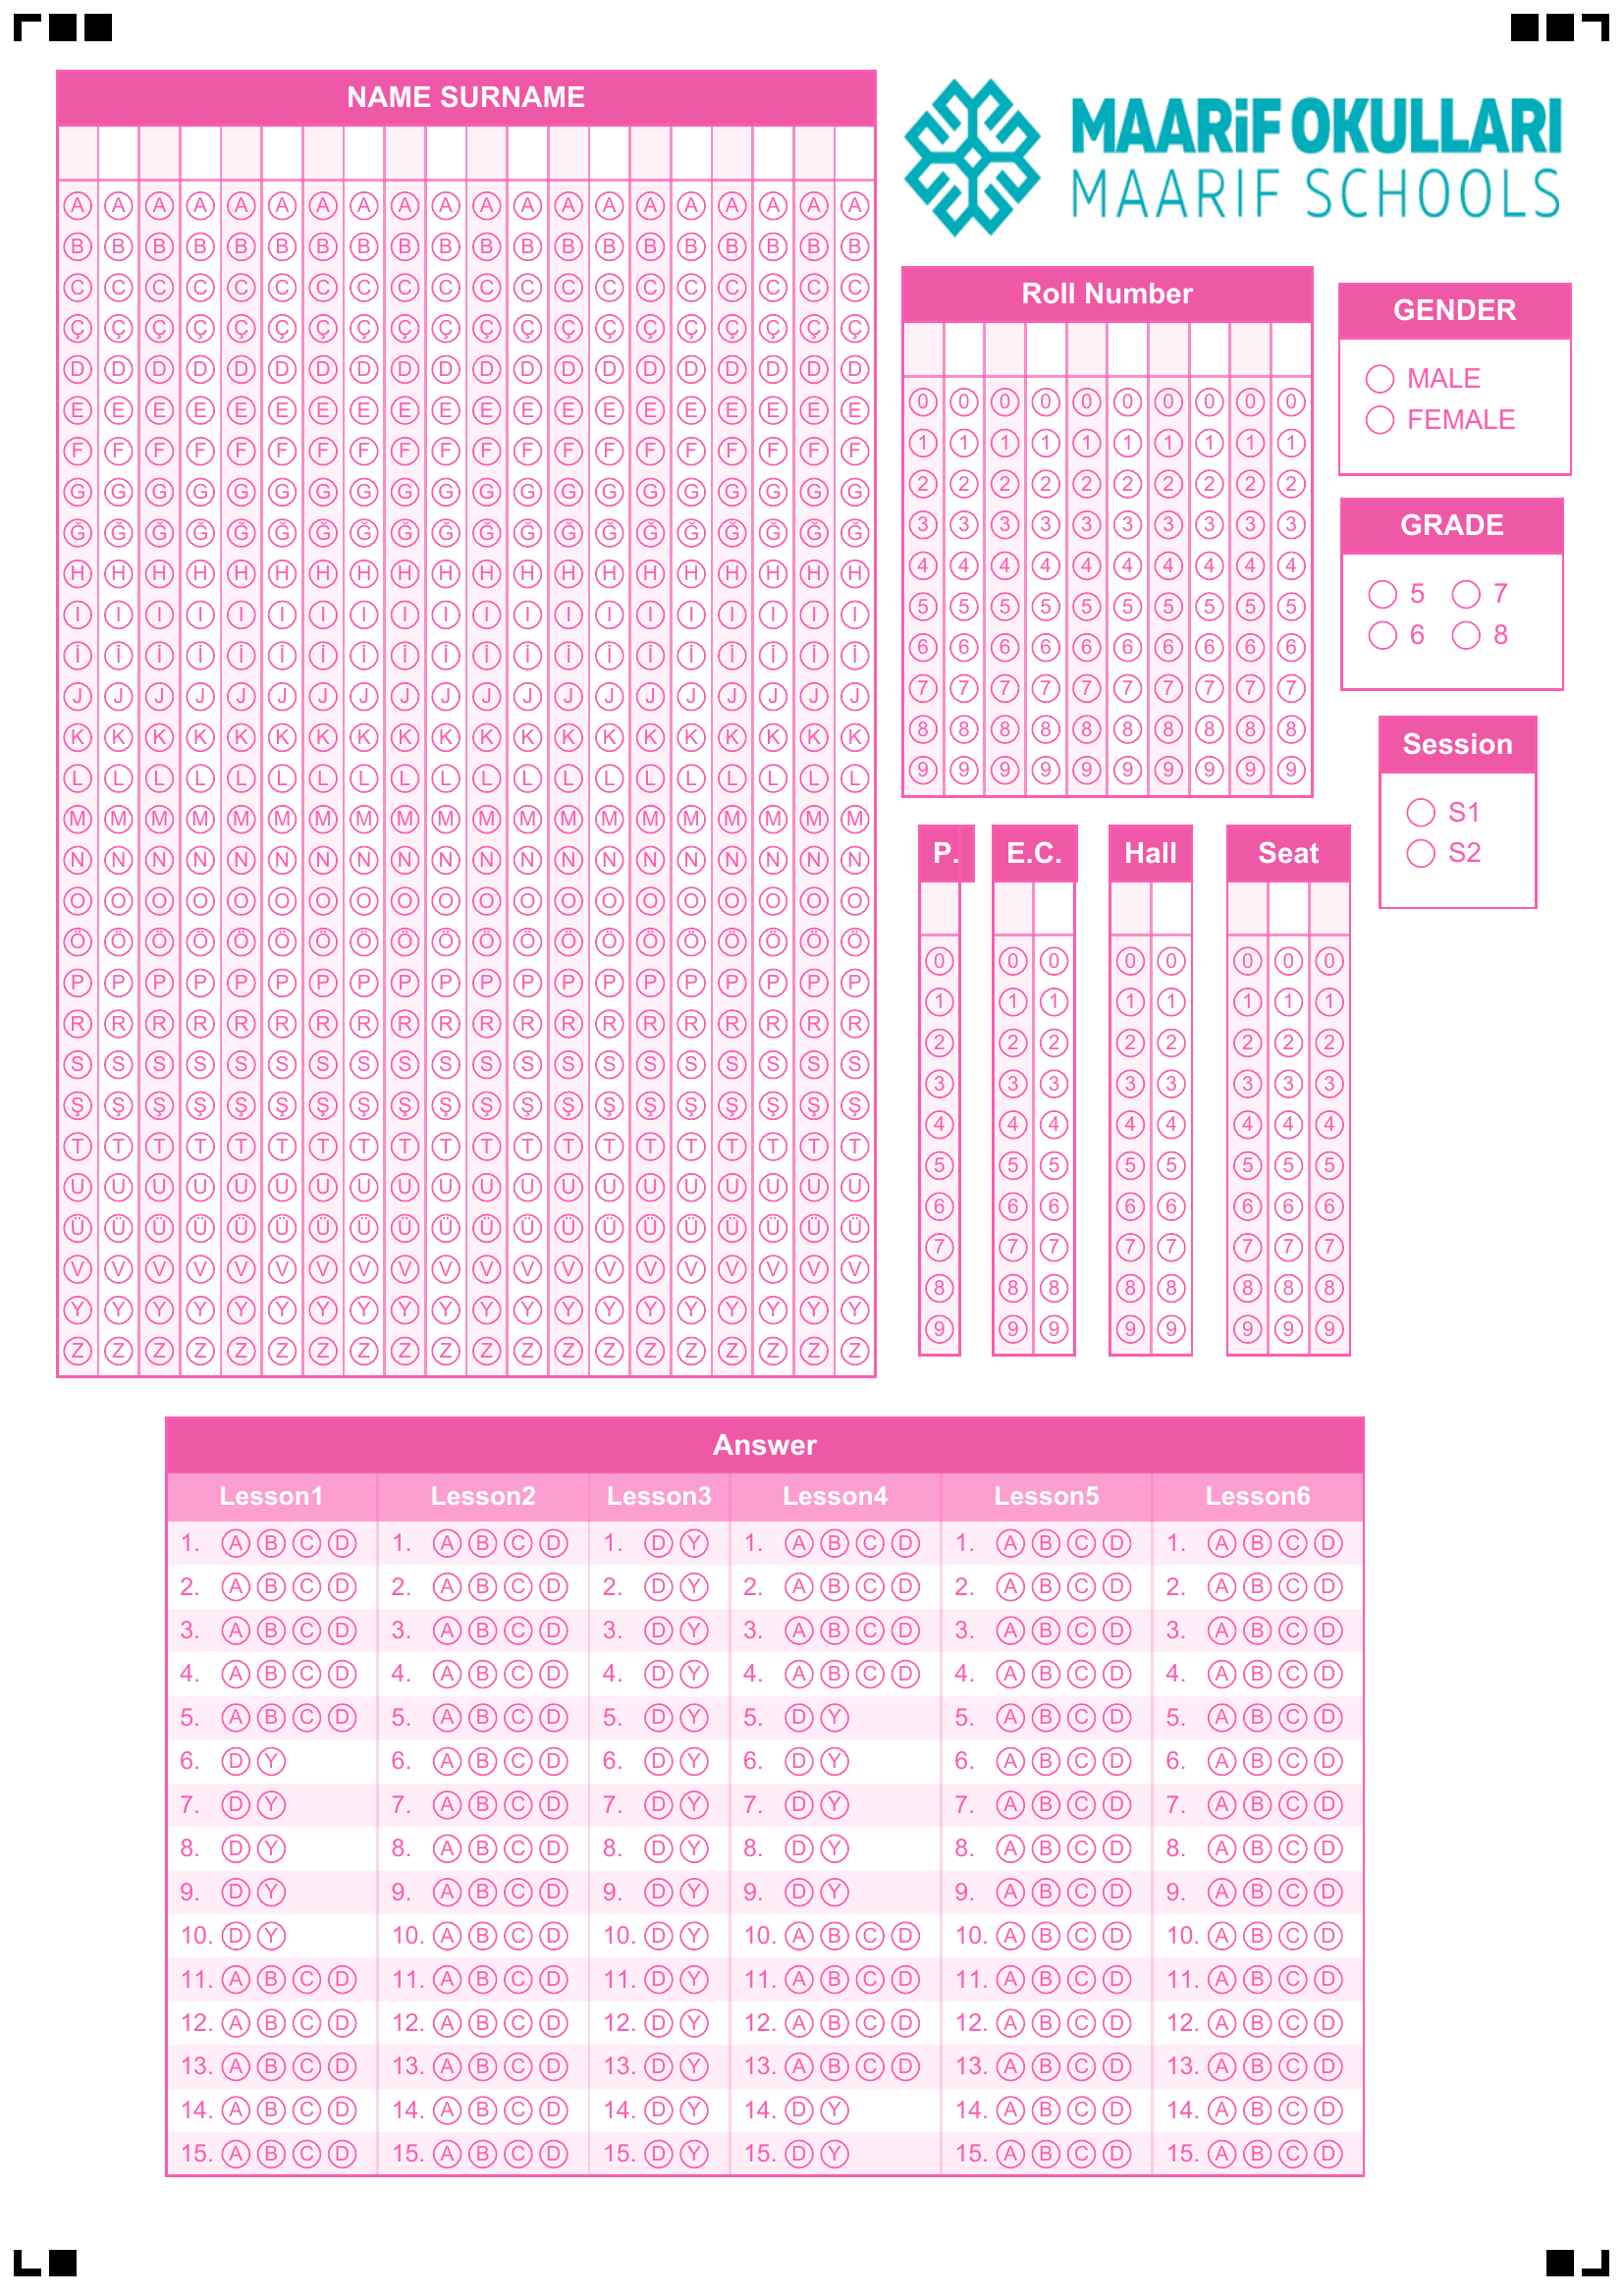 NAME SURNAME
A A A A A A A A A A A A A A A A A A A A
B B B B B B B B B B B B B B B B B B B B
C C C C C C C C C C C C C C C C C C C C
Ç Ç Ç Ç Ç Ç Ç Ç Ç Ç Ç Ç Ç Ç Ç Ç Ç Ç Ç Ç
D D D D D D D D D D D D D D D D D D D D
E E E E E E E E E E E E E E E E E E E E
F F F F F F F F F F F F F F F F F F F F
G G G G G G G G G G G G G G G G G G G G
Ğ Ğ Ğ Ğ Ğ Ğ Ğ Ğ Ğ Ğ Ğ Ğ Ğ Ğ Ğ Ğ Ğ Ğ Ğ Ğ
H H H H H H H H H H H H H H H H H H H H
I I I I I I I I I I I I I I I I I I I I
İ İ İ İ İ İ İ İ İ İ İ İ İ İ İ İ İ İ İ İ
J J J J J J J J J J J J J J J J J J J J
K K K K K K K K K K K K K K K K K K K K
L L L L L L L L L L L L L L L L L L L L
M M M M M M M M M M M M M M M M M M M M
N N N N N N N N N N N N N N N N N N N N
O O O O O O O O O O O O O O O O O O O O
Ö Ö Ö Ö Ö Ö Ö Ö Ö Ö Ö Ö Ö Ö Ö Ö Ö Ö Ö Ö
P P P P P P P P P P P P P P P P P P P P
R R R R R R R R R R R R R R R R R R R R
S S S S S S S S S S S S S S S S S S S S
Ş Ş Ş Ş Ş Ş Ş Ş Ş Ş Ş Ş Ş Ş Ş Ş Ş Ş Ş Ş
T T T T T T T T T T T T T T T T T T T T
U U U U U U U U U U U U U U U U U U U U
Ü Ü Ü Ü Ü Ü Ü Ü Ü Ü Ü Ü Ü Ü Ü Ü Ü Ü Ü Ü
V V V V V V V V V V V V V V V V V V V V
Y Y Y Y Y Y Y Y Y Y Y Y Y Y Y Y Y Y Y Y
Z Z Z Z Z Z Z Z Z Z Z Z Z Z Z Z Z Z Z Z
MAARiF OKULLARI
MAARIF SCHOOLS
Roll Number
0 0 0 0 0 0 0 0 0 0
1 1 1 1 1 1 1 1 1 1
2 2 2 2 2 2 2 2 2 2
3 3 3 3 3 3 3 3 3 3
4 4 4 4 4 4 4 4 4 4
5 5 5 5 5 5 5 5 5 5
6 6 6 6 6 6 6 6 6 6
7 7 7 7 7 7 7 7 7 7
8 8 8 8 8 8 8 8 8 8
9 9 9 9 9 9 9 9 9 9
GENDER
MALE
FEMALE
GRADE
5 7
6 8
Session
S1
S2
P. E.C. Hall Seat
0 0 0 0 0 0 0 0
1 1 1 1 1 1 1 1
2 2 2 2 2 2 2 2
3 3 3 3 3 3 3 3
4 4 4 4 4 4 4 4
5 5 5 5 5 5 5 5
6 6 6 6 6 6 6 6
7 7 7 7 7 7 7 7
8 8 8 8 8 8 8 8
9 9 9 9 9 9 9 9
Answer
Lesson1 Lesson2 Lesson3 Lesson4 Lesson5 Lesson6
1. A B C D 1. A B C D 1. D Y 1. A B C D 1. A B C D 1. A B C D
2. A B C D 2. A B C D 2. D Y 2. A B C D 2. A B C D 2. A B C D
3. A B C D 3. A B C D 3. D Y 3. A B C D 3. A B C D 3. A B C D
4. A B C D 4. A B C D 4. D Y 4. A B C D 4. A B C D 4. A B C D
5. A B C D 5. A B C D 5. D Y 5. D Y 5. A B C D 5. A B C D
6. D Y 6. A B C D 6. D Y 6. D Y 6. A B C D 6. A B C D
7. D Y 7. A B C D 7. D Y 7. D Y 7. A B C D 7. A B C D
8. D Y 8. A B C D 8. D Y 8. D Y 8. A B C D 8. A B C D
9. D Y 9. A B C D 9. D Y 9. D Y 9. A B C D 9. A B C D
10. D Y 10. A B C D 10. D Y 10. A B C D 10. A B C D 10. A B C D
11. A B C D 11. A B C D 11. D Y 11. A B C D 11. A B C D 11. A B C D
12. A B C D 12. A B C D 12. D Y 12. A B C D 12. A B C D 12. A B C D
13. A B C D 13. A B C D 13. D Y 13. A B C D 13. A B C D 13. A B C D
14. A B C D 14. A B C D 14. D Y 14. D Y 14. A B C D 14. A B C D
15. A B C D 15. A B C D 15. D Y 15. D Y 15. A B C D 15. A B C D